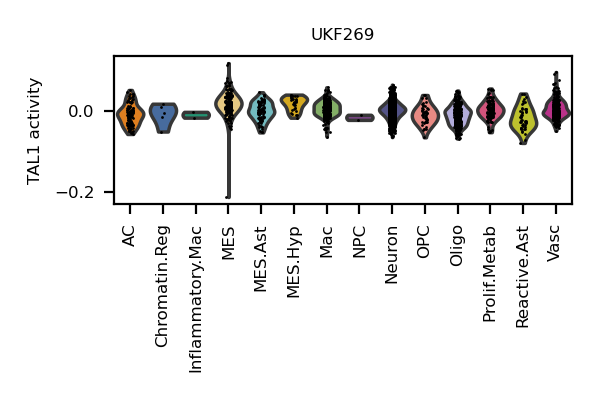 UKF269
TAL1 activity
0.0
−0.2
AC
Chromatin.Reg
Inflammatory.Mac
MES
MES.Ast
MES.Hyp
Mac
NPC
Neuron
OPC
Oligo
Prolif.Metab
Reactive.Ast
Vasc